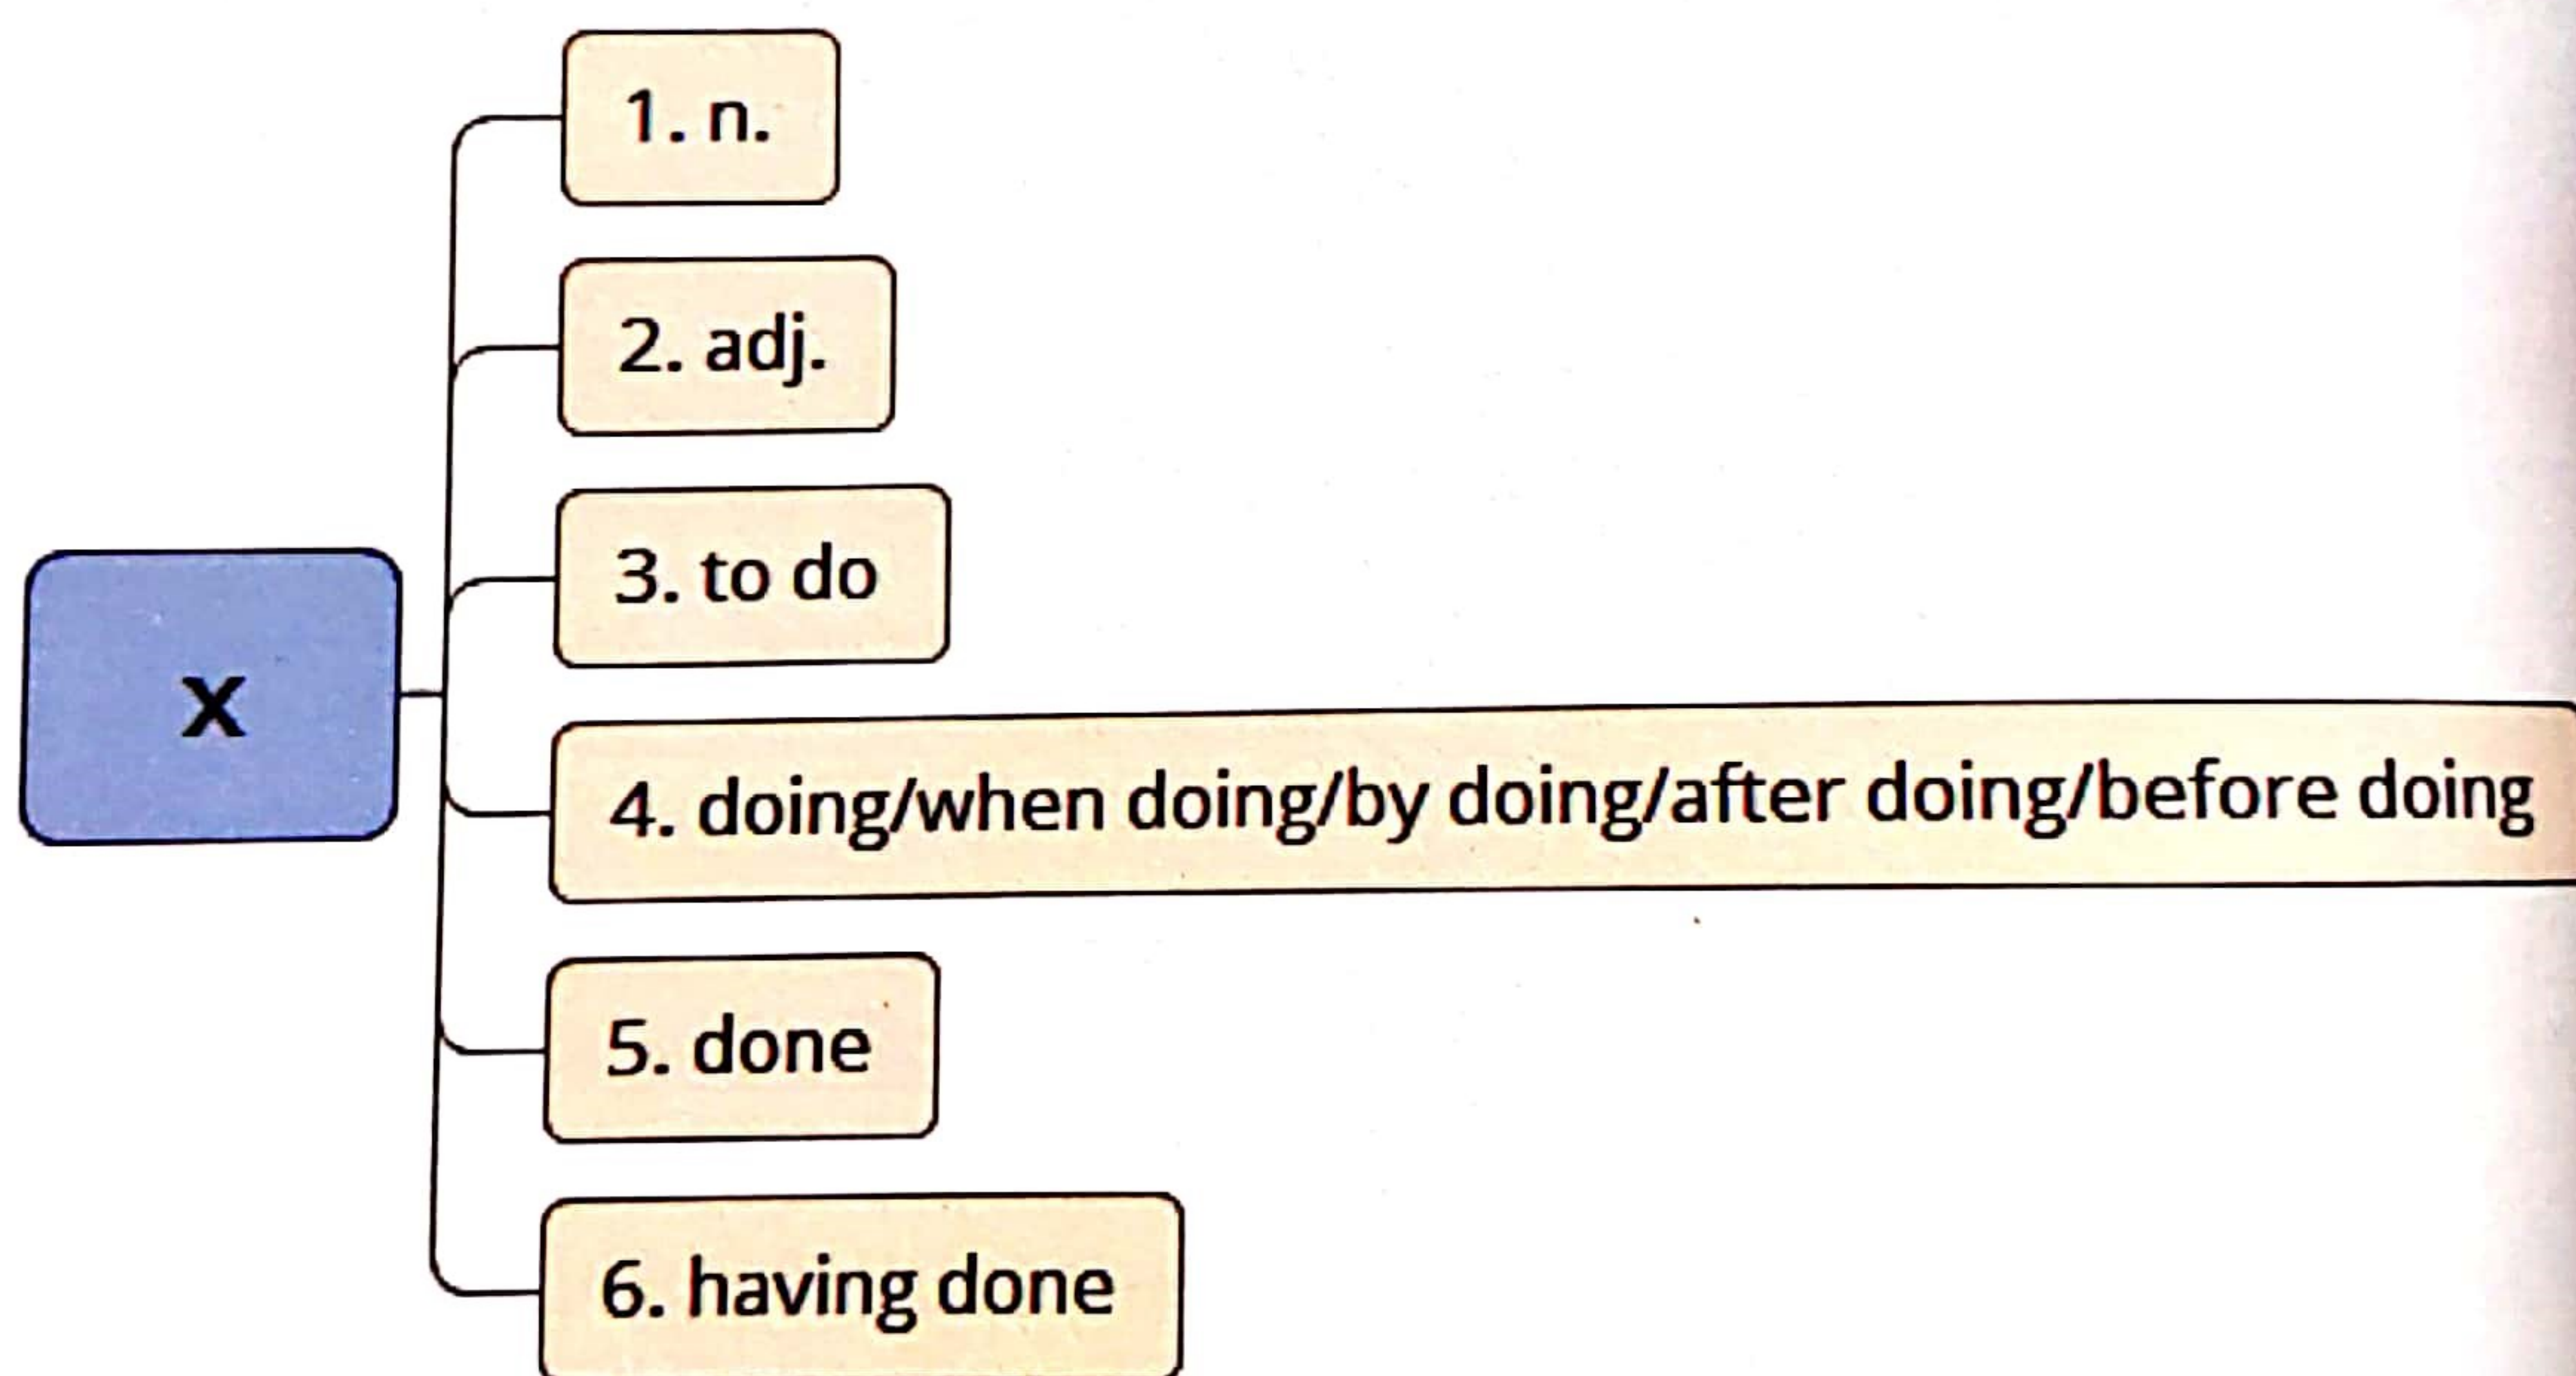 1. n.
2. adj.
3. to do
x
4. doing/when doing/by doing/after doing/before doing
5. done
6. having done